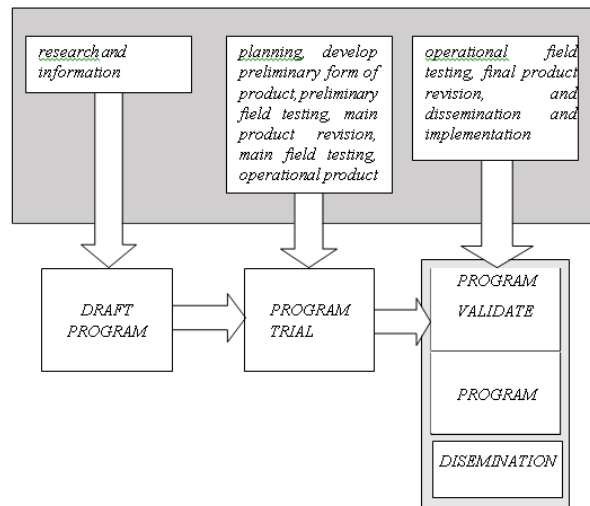 research and
information
planning, develop
preliminary form of
product, preliminary
field testing, main
product revision,
main field testing,
operational product
operational field
testing, final product
revision, and
dissemination and
implementation
DRAFT
PROGRAM
PROGRAM
TRIAL
PROGRAM
VALIDATE
PROGRAM
DISEMINATION